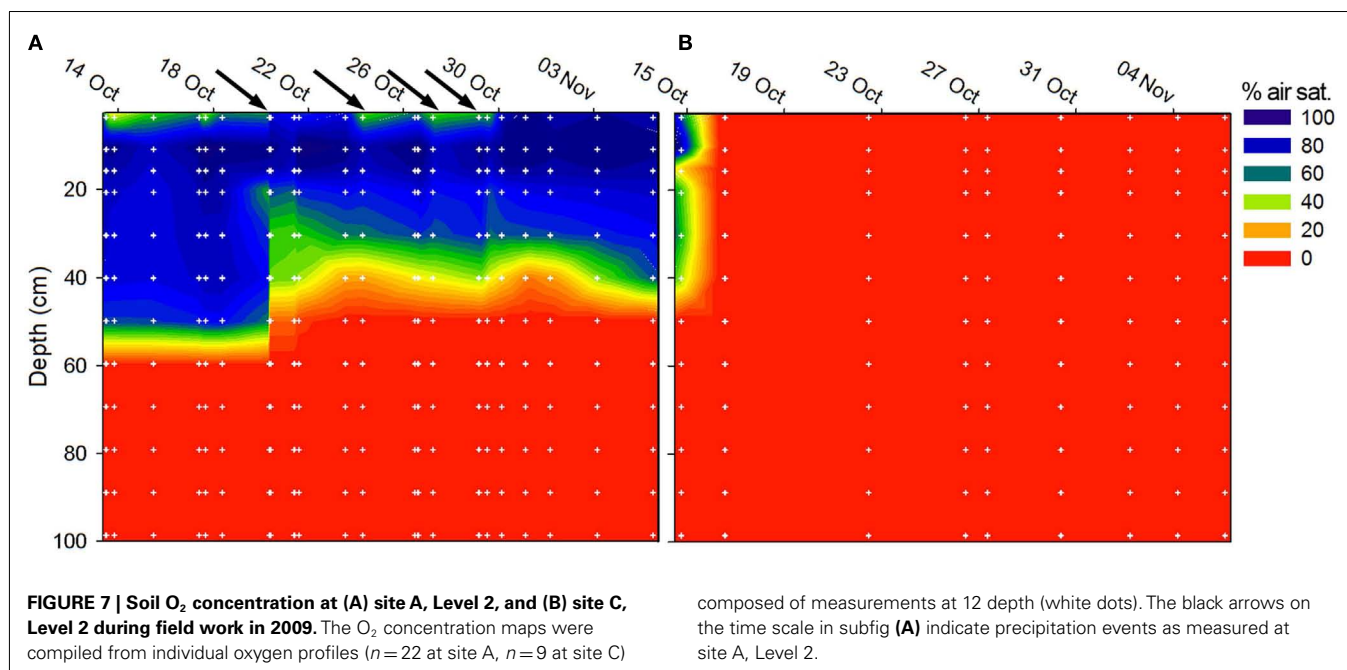 A
B
14 Oct
18 Oct
22 Oct
26 Oct
30 Oct
03 Nov
15 Oct
19 Oct
23 Oct
27 Oct
31 Oct
04 Nov
% air sat.
100
80
60
40
20
0
Depth (cm)
20
40
60
80
100
FIGURE 7 | Soil O₂ concentration at (A) site A, Level 2, and (B) site C,
Level 2 during field work in 2009. The O₂ concentration maps were
compiled from individual oxygen profiles (n = 22 at site A, n = 9 at site C)
composed of measurements at 12 depth (white dots). The black arrows on
the time scale in subfig (A) indicate precipitation events as measured at
site A, Level 2.